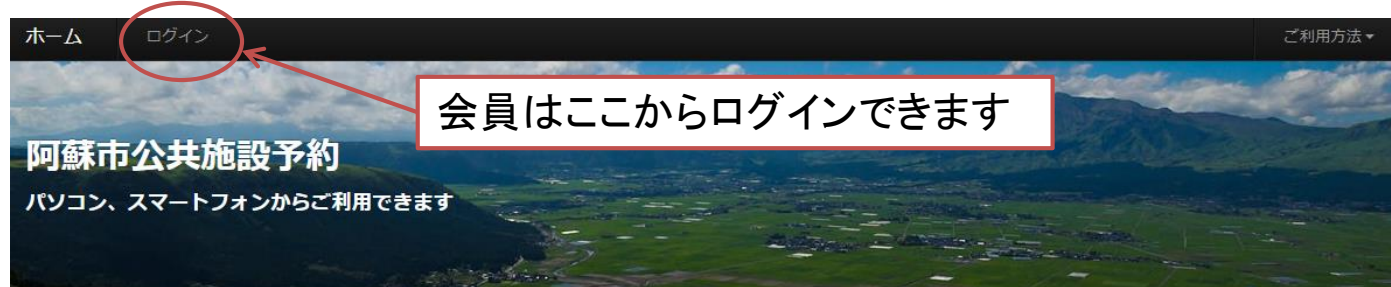 ホーム ログイン ご利用方法▼
会員はここからログインできます
阿蘇市公共施設予約
パソコン、スマートフォンからご利用できます